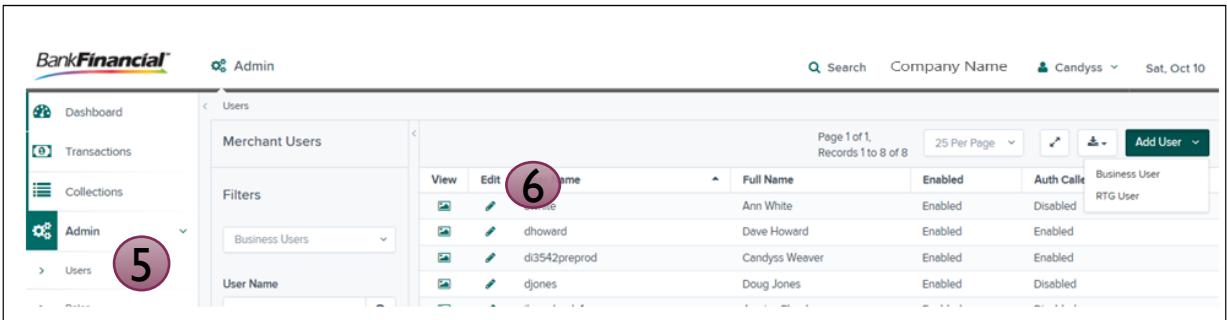 BankFinancial
Admin
Search Company Name Candyss Sat, Oct 10
Dashboard
Transactions
Collections
Admin
Users
5
Users
Merchant Users
Filters
Business Users
User Name
Page 1 of 1,
Records 1 to 8 of 8
25 Per Page
Add User
Business User
RTG User
View Edit 6 Name Full Name Enabled Auth
Ann White Enabled Disabled
dhoward Dave Howard Enabled Enabled
di3542preprod Candyss Weaver Enabled Enabled
djones Doug Jones Enabled Disabled